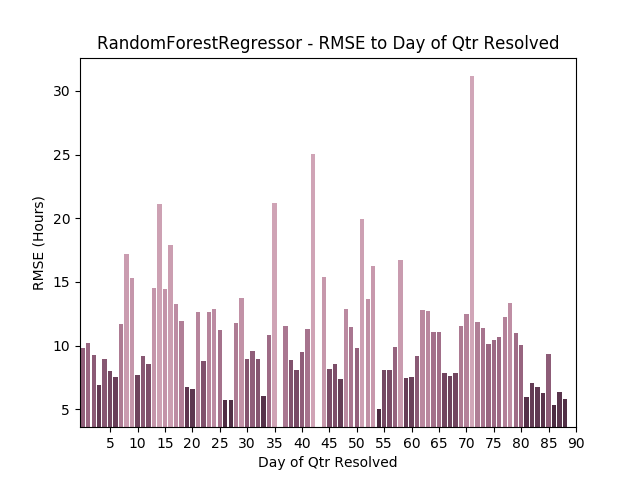 RandomForestRegressor - RMSE to Day of Qtr Resolved
30
25
20
15
10
5
RMSE (Hours)
5 10 15 20 25 30 35 40 45 50 55 60 65 70 75 80 85 90
Day of Qtr Resolved